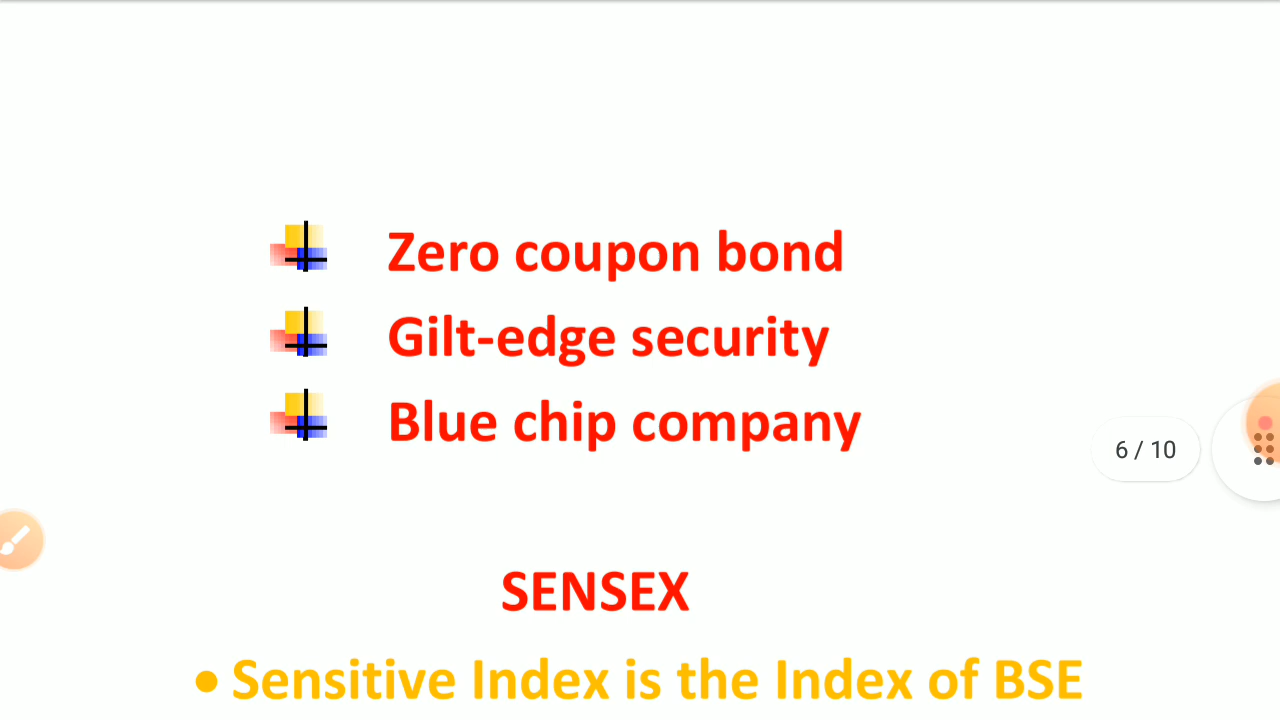 Zero coupon bond
Gilt-edge security
Blue chip company
6 / 10
SENSEX
• Sensitive Index is the Index of BSE